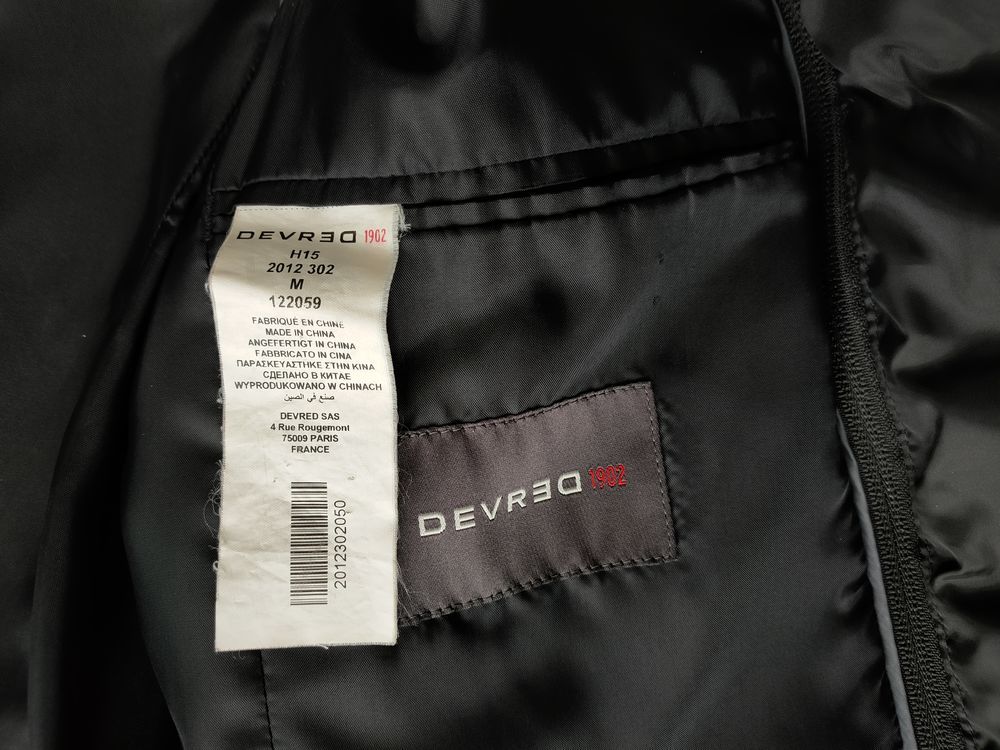 DEVRED 1902
H15
2012 302
M
122059
FABRIQUÉ EN CHINE
MADE IN CHINA
ANGEFERTIGT IN CHINA
FABBRICATO IN CINA
ΠΑΡΑΣΚΕΥΑΣΤΗΚΕ ΣΤΗΝ ΚΙΝΑ
СДЕЛАНО В КИТАЕ
WYPRODUKOWANO W CHINACH
صنع في الصين
DEVRED SAS
4 Rue Rougemont
75009 PARIS
FRANCE
2012302050
DEVRED 1902